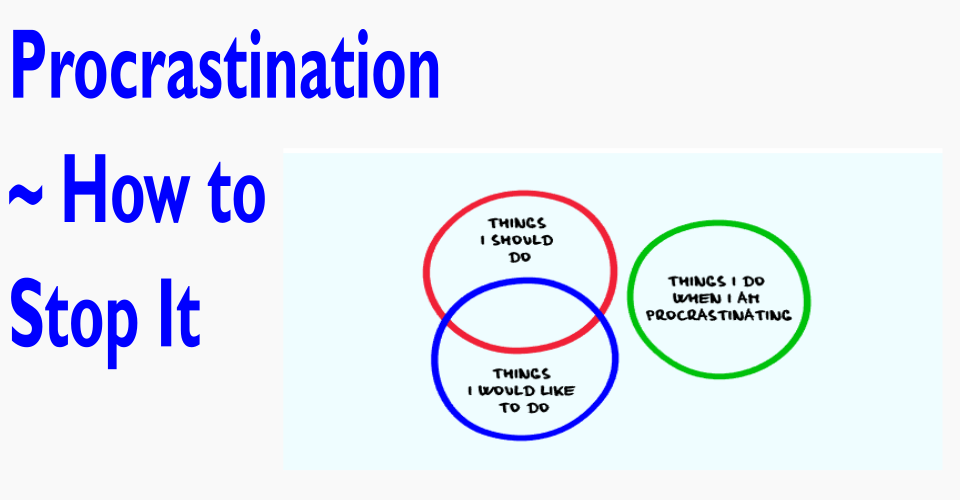 Procrastination
~ How to
Stop It
THINGS
I SHOULD
DO
THINGS I DO
WHEN I AM
PROCRASTINATING
THINGS
I WOULD LIKE
TO DO